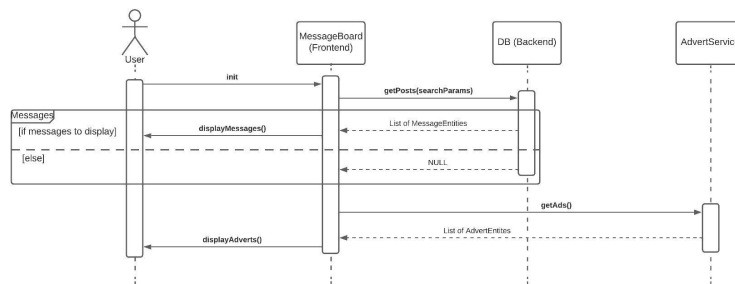 User
MessageBoard
(Frontend)
DB (Backend)
AdvertService
init
getPosts(searchParams)
Messages
[if messages to display]
List of MessageEntities
displayMessages()
[else]
NULL
getAds()
List of AdvertEntites
displayAdverts()